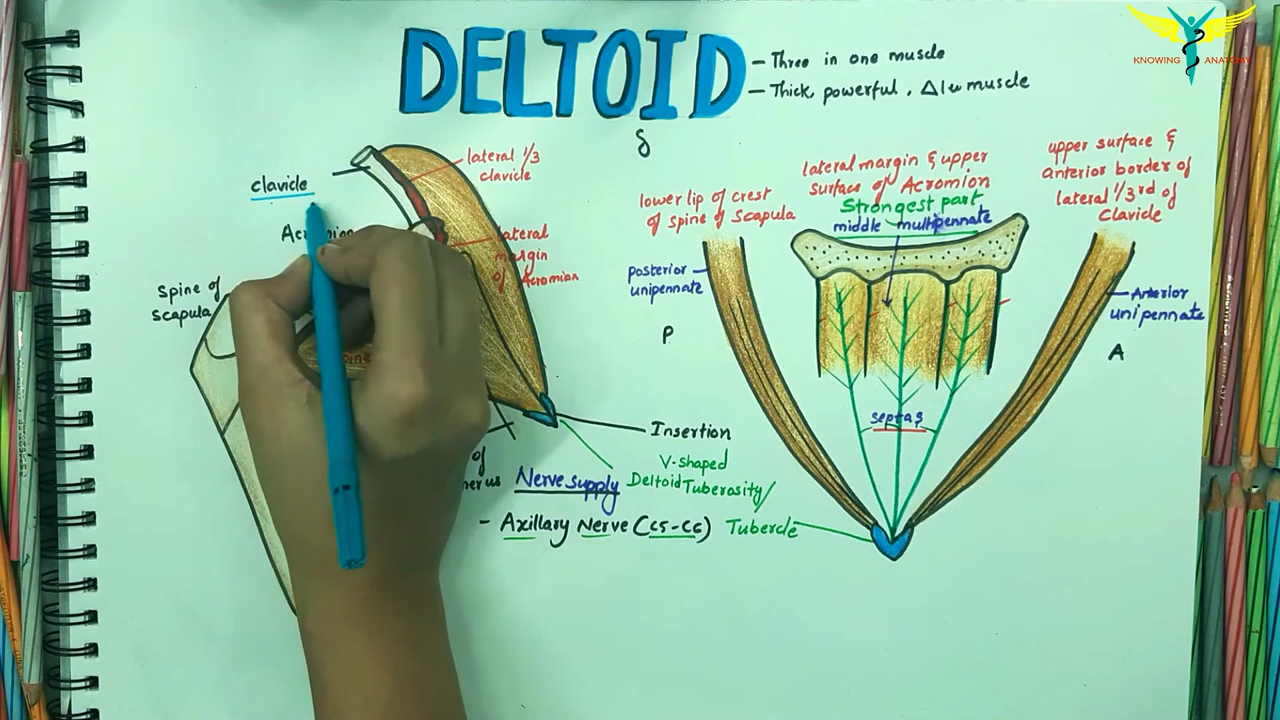 DELTOID
- Three in one muscle
- Thick powerful, Δlw muscle
KNOWING ANATOMY
clavicle
lateral 1/3
clavicle
lateral
margin
of Acromion
Spine of
scapula
Insertion
of
V-shaped
Deltoid Tuberosity/
Tubercle
Nerve supply
- Axillary Nerve (C5-C6)
lower lip of crest
of spine of scapula
lateral margin & upper
surface of Acromion
Strongest part
middle multipennate
upper surface &
anterior border of
lateral 1/3rd of
Clavicle
posterior
unipennate
P
septas
Anterior
unipennate
A